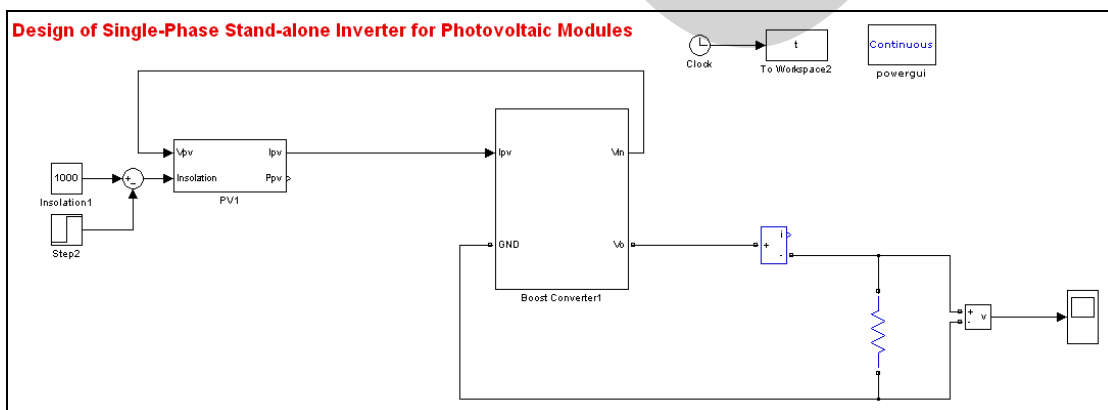 Design of Single-Phase Stand-alone Inverter for Photovoltaic Modules
t
Continuous
Clock
To Workspace2
powergui
Vpv
Ipv
Ipv
Vin
1000
+
-
Insolation
Ppv
Insolation1
PV1
GND
Vo
+
i
-
Step2
Boost Converter1
+
-
v